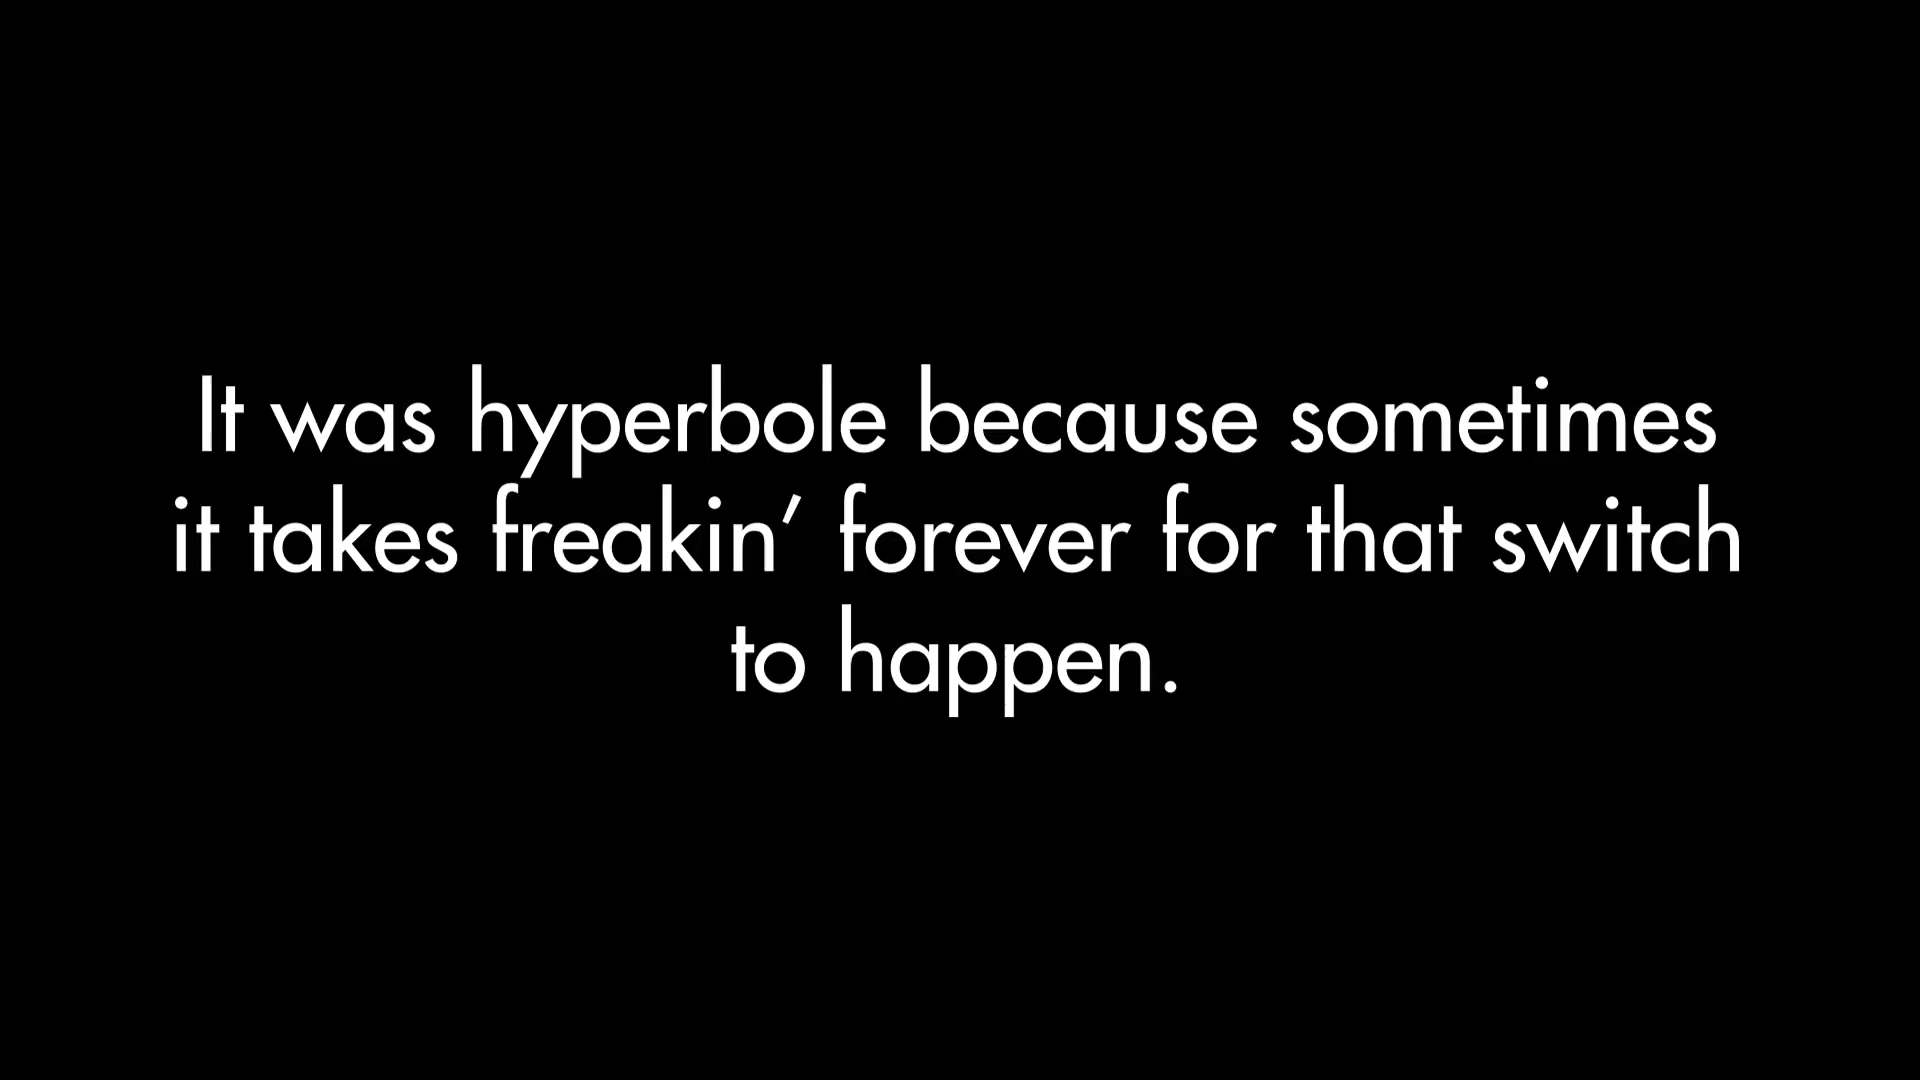 It was hyperbole because sometimes
it takes freakin’ forever for that switch
to happen.